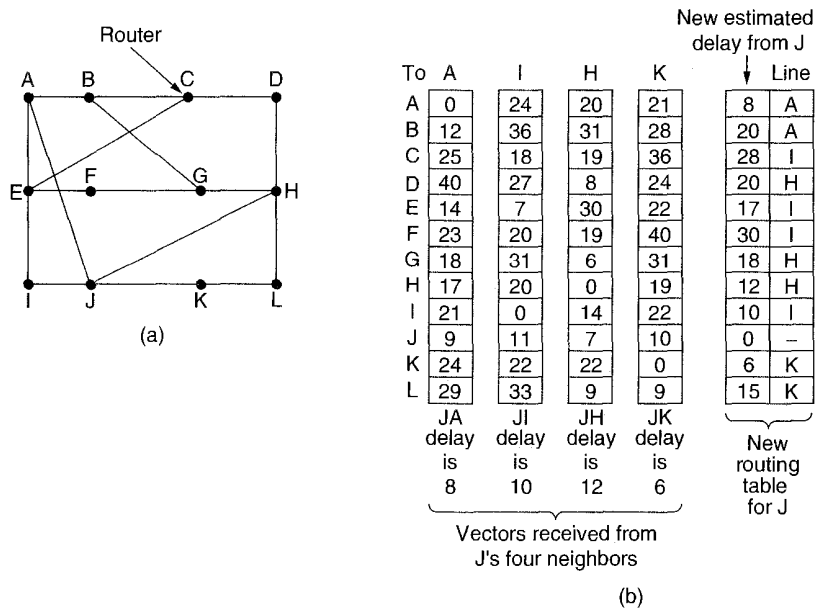 Router
A B C D
E F G H
I J K L
(a)
New estimated
delay from J
To A I H K Line
A 0 24 20 21 8 A
B 12 36 31 28 20 A
C 25 18 19 36 28 I
D 40 27 8 24 20 H
E 14 7 30 22 17 I
F 23 20 19 40 30 I
G 18 31 6 31 18 H
H 17 20 0 19 12 H
I 21 0 14 22 10 I
J 9 11 7 10 0 –
K 24 22 22 0 6 K
L 29 33 9 9 15 K
JA JI JH JK
delay delay delay delay
is is is is
8 10 12 6
New
routing
table
for J
Vectors received from
J's four neighbors
(b)